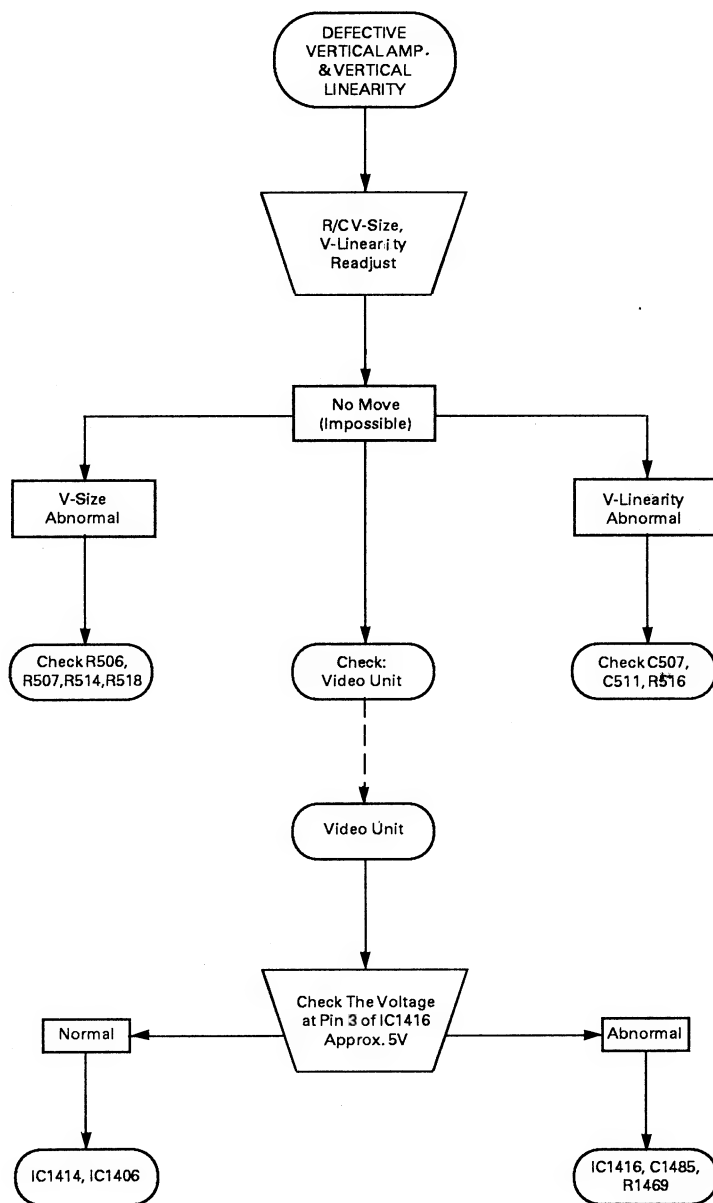 DEFECTIVE
VERTICAL AMP.
& VERTICAL
LINEARITY
R/C V-Size,
V-Linearity
Readjust
No Move
(Impossible)
V-Size
Abnormal
V-Linearity
Abnormal
Check R506,
R507, R514, R518
Check:
Video Unit
Check C507,
C511, R516
Video Unit
Check The Voltage
at Pin 3 of IC1416
Approx. 5V
Normal
Abnormal
IC1414, IC1406
IC1416, C1485,
R1469